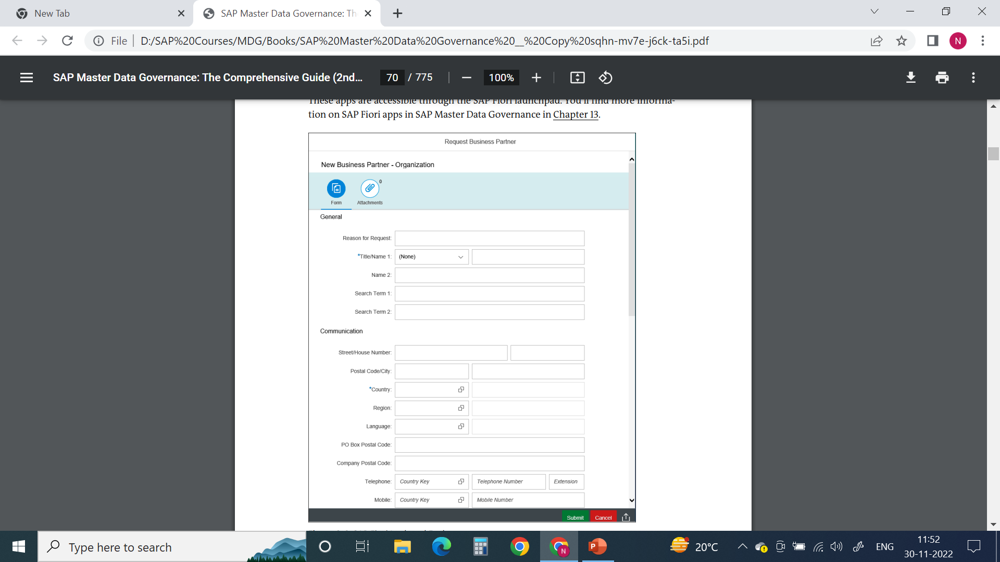 New Tab
SAP Master Data Governance: Th
File
D:/SAP%20Courses/MDG/Books/SAP%20Master%20Data%20Governance%20__%20Copy%20sqhn-mv7e-j6ck-ta5i.pdf
N
SAP Master Data Governance: The Comprehensive Guide (2nd...
70 / 775
100%
These apps are accessible through the SAP Fiori launchpad. You'll find more informa-
tion on SAP Fiori apps in SAP Master Data Governance in Chapter 13.
Request Business Partner
New Business Partner - Organization
0
Form
Attachments
General
Reason for Request:
*Title/Name 1: (None)
Name 2:
Search Term 1:
Search Term 2:
Communication
Street/House Number:
Postal Code/City:
*Country:
Region:
Language:
PO Box Postal Code:
Company Postal Code:
Telephone: Country Key Telephone Number Extension
Mobile: Country Key Mobile Number
Submit Cancel
Type here to search
N
P
20°C
ENG
11:52
30-11-2022